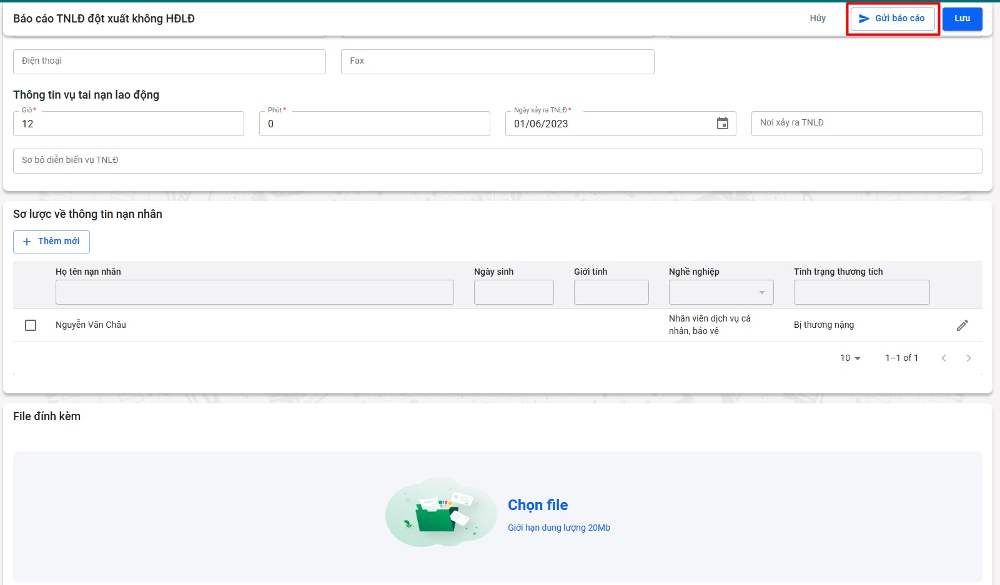 Báo cáo TNLĐ đột xuất không HĐLĐ
Hủy
Gửi báo cáo
Lưu
Điện thoại
Fax
Thông tin vụ tai nạn lao động
Giờ*
12
Phút*
0
Ngày xảy ra TNLĐ*
01/06/2023
Nơi xảy ra TNLĐ
Sơ bộ diễn biến vụ TNLĐ
Sơ lược về thông tin nạn nhân
Thêm mới
Họ tên nạn nhân
Ngày sinh
Giới tính
Nghề nghiệp
Tình trạng thương tích
Nguyễn Văn Châu
Nhân viên dịch vụ cá
nhân, bảo vệ
Bị thương nặng
10
1–1 of 1
File đính kèm
Chọn file
Giới hạn dung lượng 20Mb